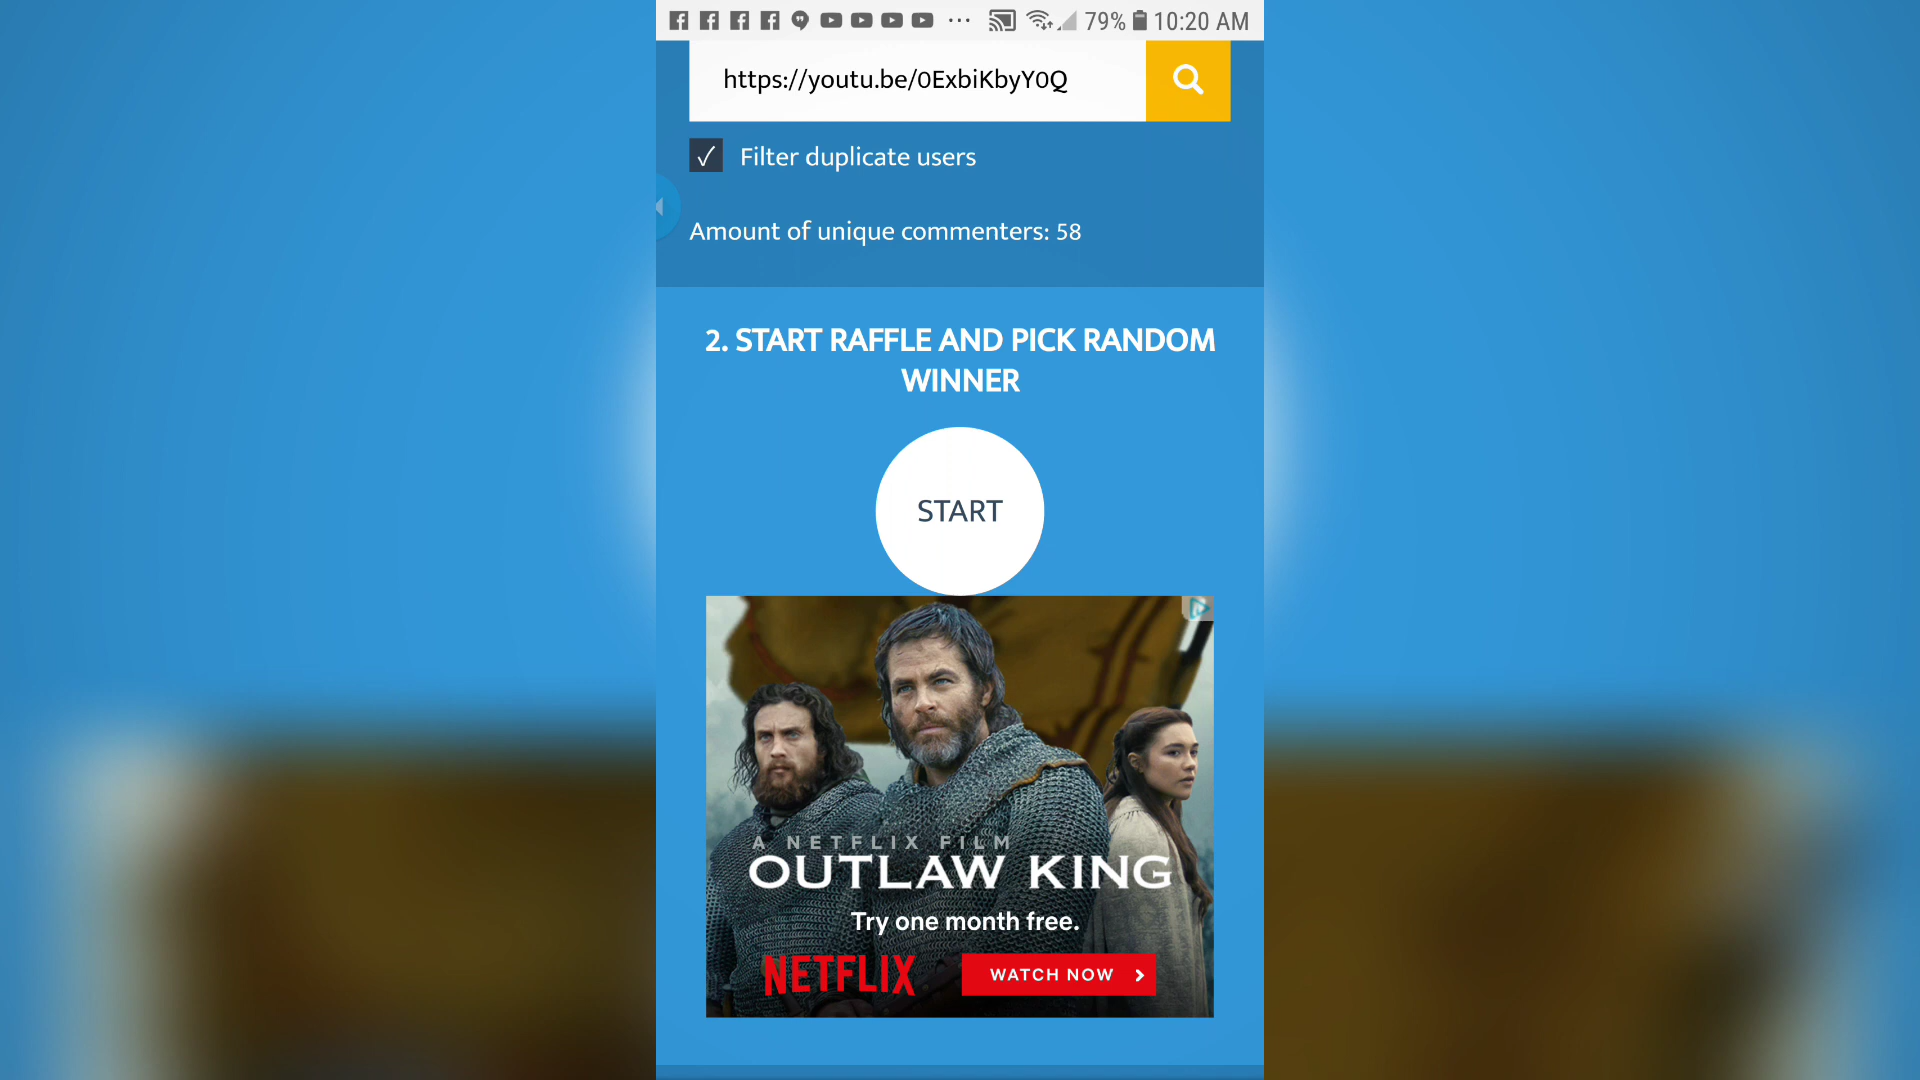 79% 10:20 AM
https://youtu.be/0ExbiKbyY0Q
Filter duplicate users
Amount of unique commenters: 58
2. START RAFFLE AND PICK RANDOM
WINNER
START
A NETFLIX FILM
OUTLAW KING
Try one month free.
NETFLIX
WATCH NOW